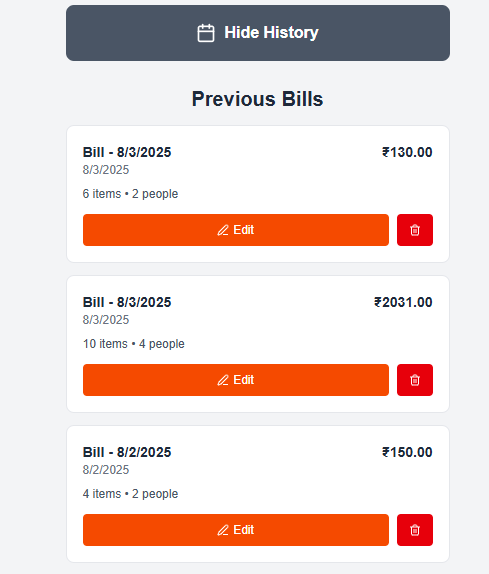 Hide History
Previous Bills
Bill - 8/3/2025 ₹130.00
8/3/2025
6 items • 2 people
Edit
Bill - 8/3/2025 ₹2031.00
8/3/2025
10 items • 4 people
Edit
Bill - 8/2/2025 ₹150.00
8/2/2025
4 items • 2 people
Edit